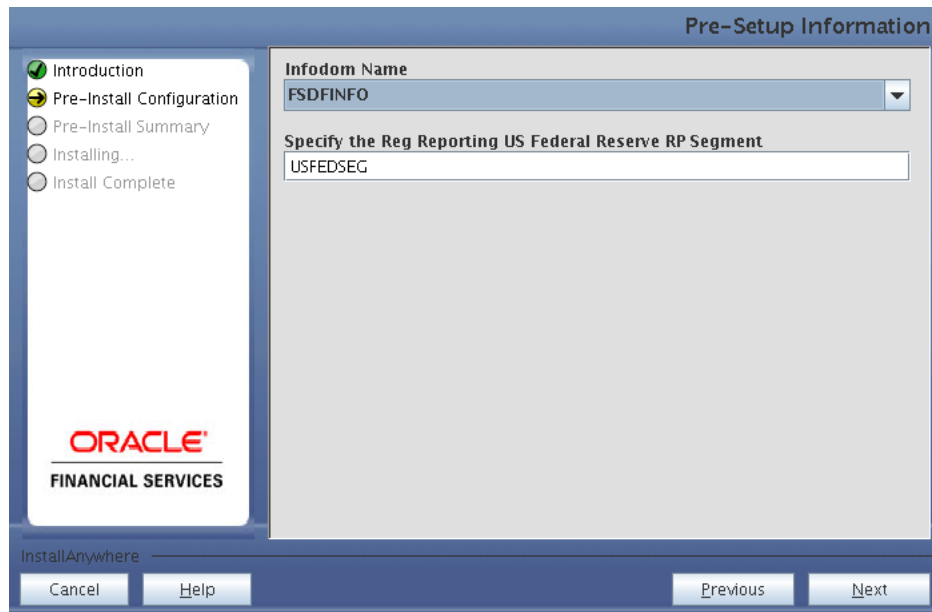 Pre-Setup Information
Introduction
Pre-Install Configuration
Pre-Install Summary
Installing...
Install Complete
ORACLE
FINANCIAL SERVICES
Infodom Name
FSDFINFO
Specify the Reg Reporting US Federal Reserve RP Segment
USFEDSEG
InstallAnywhere
Cancel
Help
Previous
Next